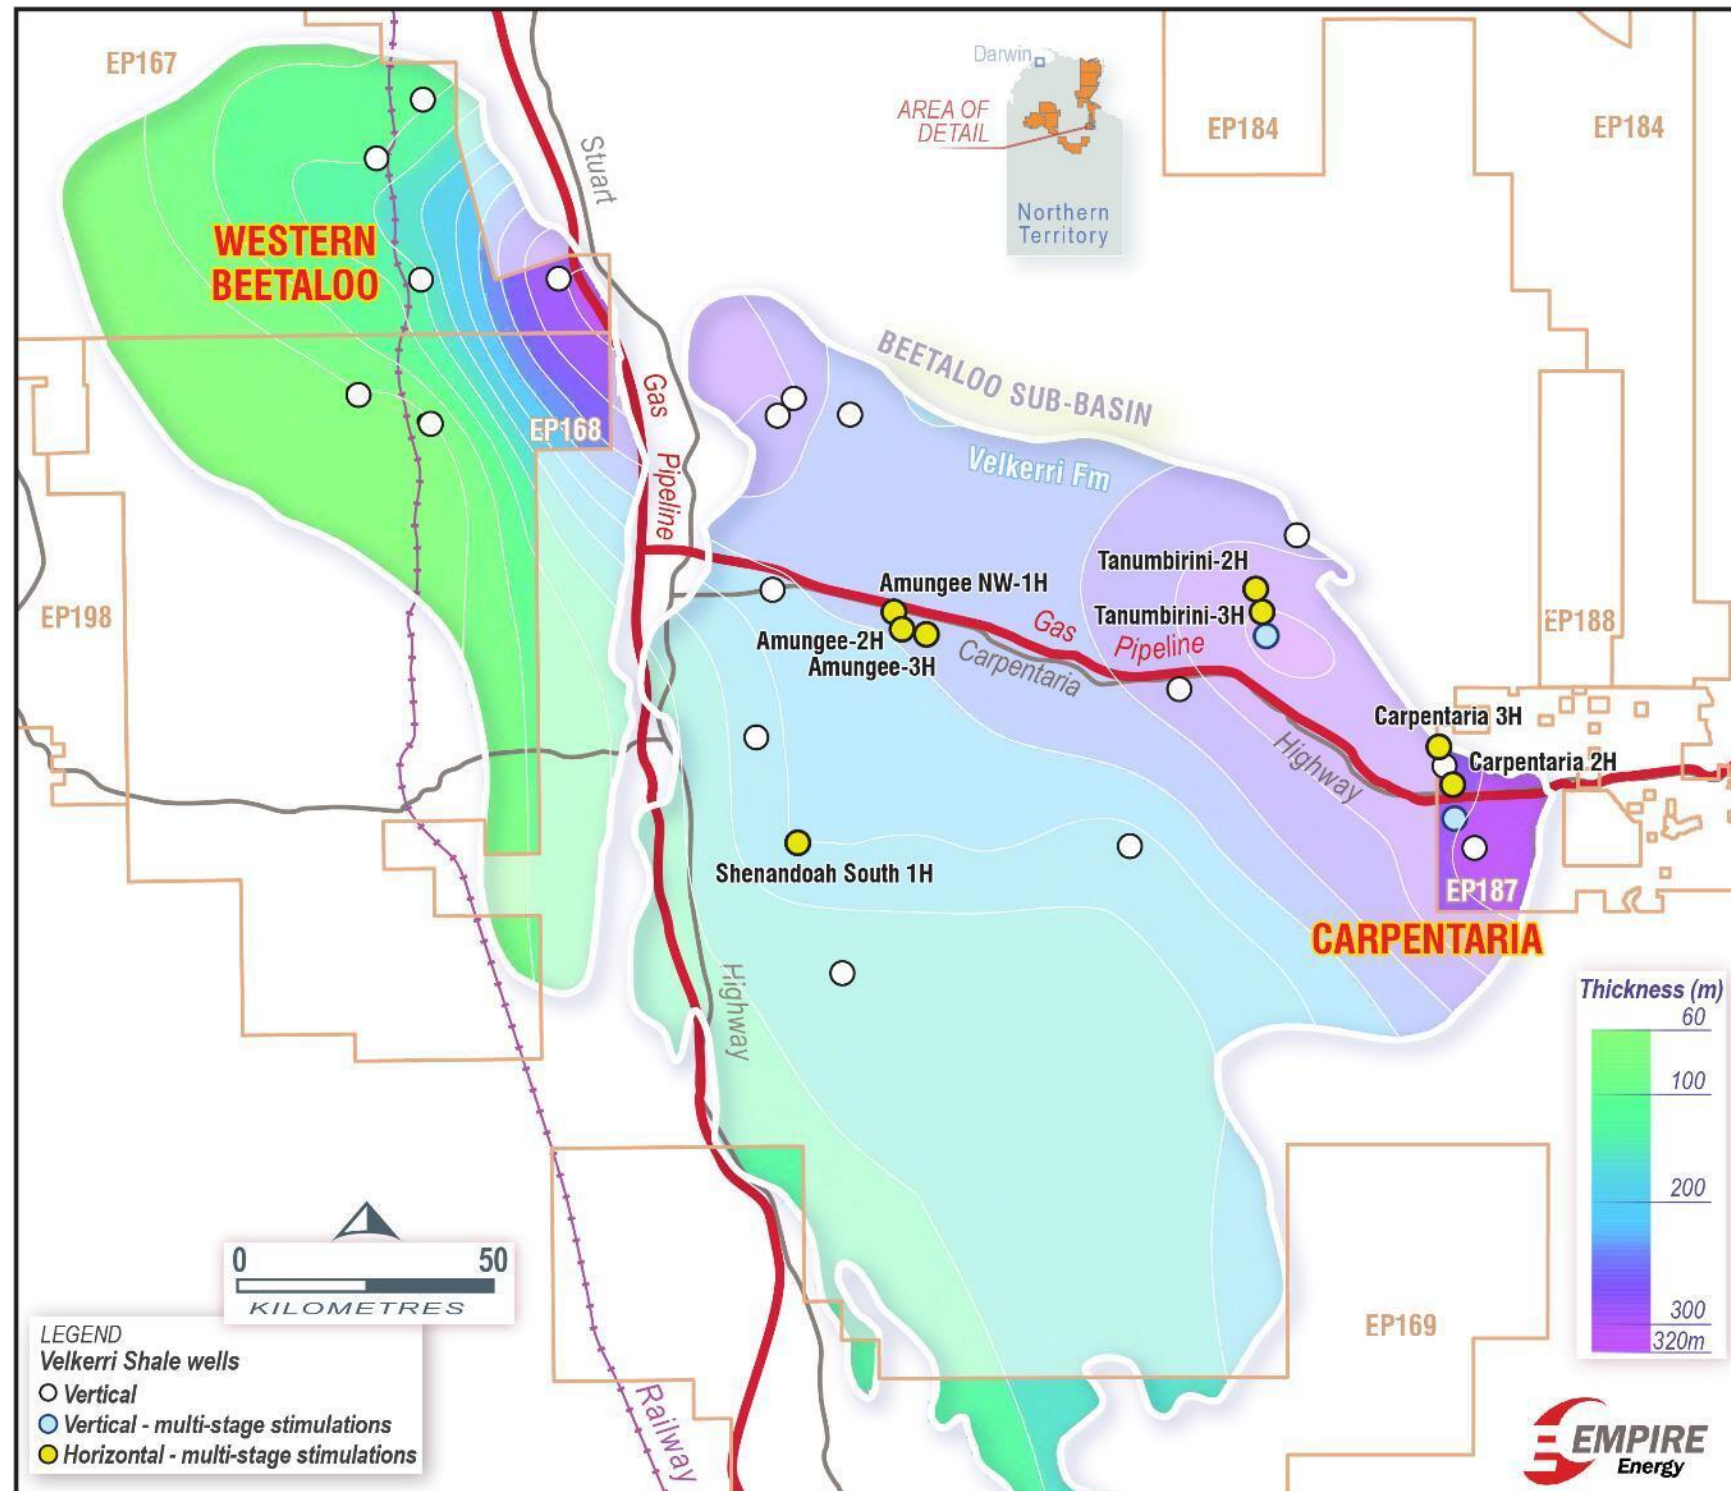 EP167
Darwin
AREA OF
DETAIL
Northern
Territory
EP184
EP184
Stuart
WESTERN
BEETALOO
BEETALOO SUB-BASIN
Velkerri Fm
Gas
Pipeline
EP168
EP198
Tanumbirini-2H
Tanumbirini-3H
Amungee NW-1H
Amungee-2H
Amungee-3H
Gas
Pipeline
Carpentaria
Highway
EP188
Carpentaria 3H
Carpentaria 2H
Shenandoah South 1H
EP187
CARPENTARIA
Highway
Thickness (m)
60
100
200
300
320m
0 50
KILOMETRES
EP169
Railway
LEGEND
Velkerri Shale wells
Vertical
Vertical - multi-stage stimulations
Horizontal - multi-stage stimulations
EMPIRE
Energy